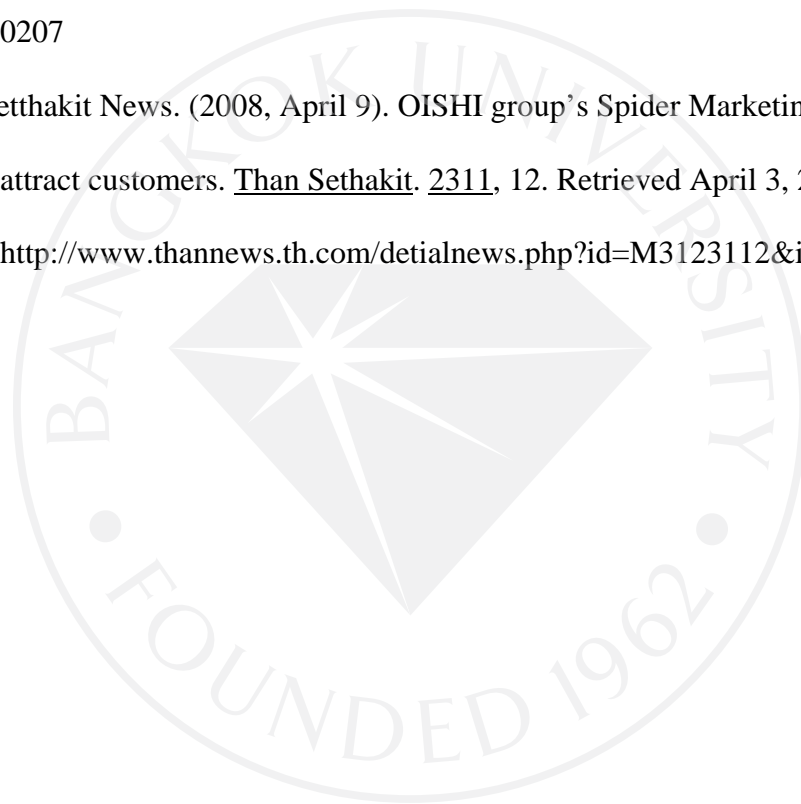 0207
etthakit News. (2008, April 9). OISHI group’s Spider Marketin
attract customers. Than Sethakit. 2311, 12. Retrieved April 3, 2
http://www.thannews.th.com/detialnews.php?id=M3123112&i
BANGKOK UNIVERSITY
• FOUNDED 1962 •